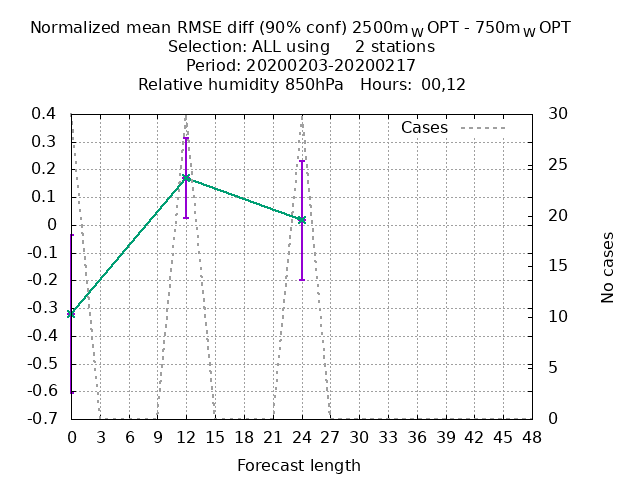 Normalized mean RMSE diff (90% conf) 2500m_W OPT - 750m_W OPT
Selection: ALL using 2 stations
Period: 20200203-20200217
Relative humidity 850hPa Hours: 00,12
Cases
0.4
0.3
0.2
0.1
0
-0.1
-0.2
-0.3
-0.4
-0.5
-0.6
-0.7
30
25
20
15
10
5
0
No cases
0 3 6 9 12 15 18 21 24 27 30 33 36 39 42 45 48
Forecast length